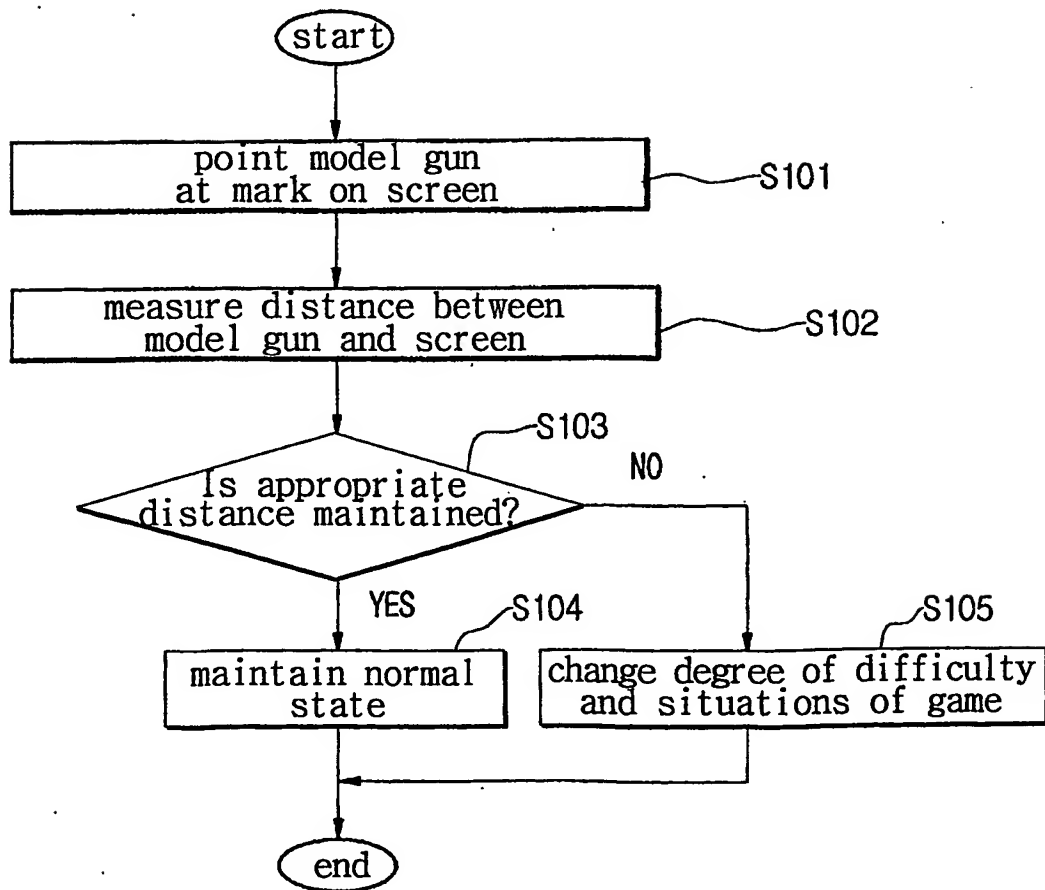 start
point model gun
at mark on screen
S101
measure distance between
model gun and screen
S102
S103
Is appropriate
distance maintained?
NO
YES
S104
maintain normal
state
S105
change degree of difficulty
and situations of game
end